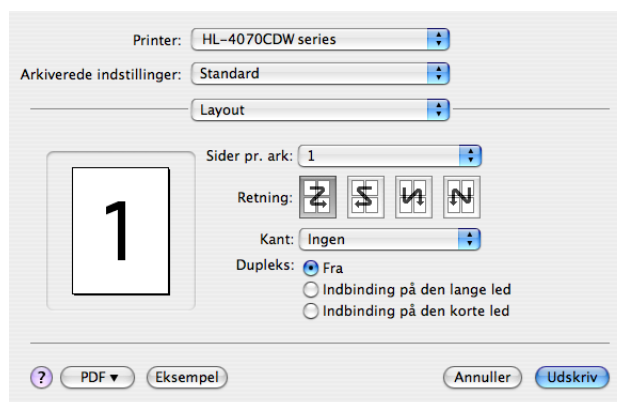 Printer: HL-4070CDW series
Arkiverede indstillinger: Standard
Layout
Sider pr. ark: 1
Retning:
Kant: Ingen
Dupleks: Fra
Indbinding på den lange led
Indbinding på den korte led
1
? PDF ▼ Eksempel Annuller Udskriv